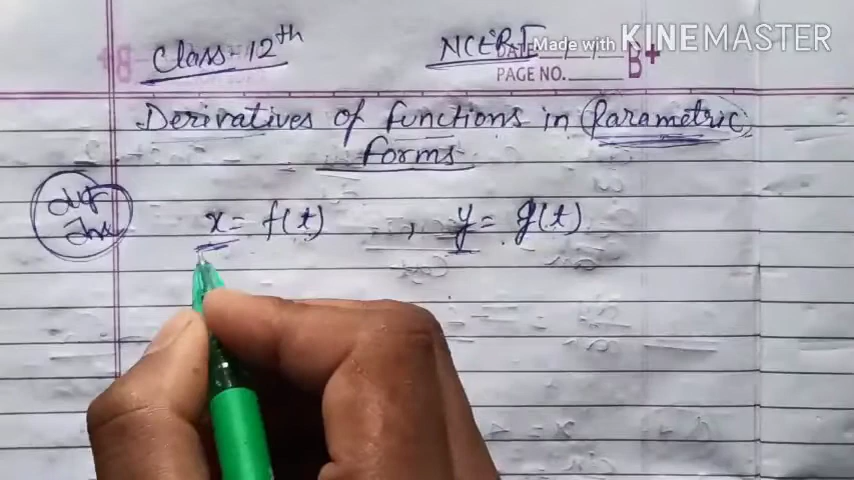 Class-12th NCERT Made with KINEMASTER
PAGE NO. B+
Derivatives of functions in Parametric
forms
x = f(t) , y = g(t)